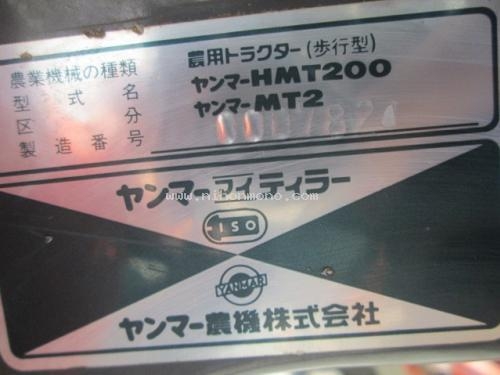 農業機械の種類 農用トラクター(歩行型)
型式名 ヤンマーHMT200
区分 ヤンマーMT2
製造番号
ヤンマーマイティラー
www.nihonmono.com
ISO
YANMAR
ヤンマー農機株式会社